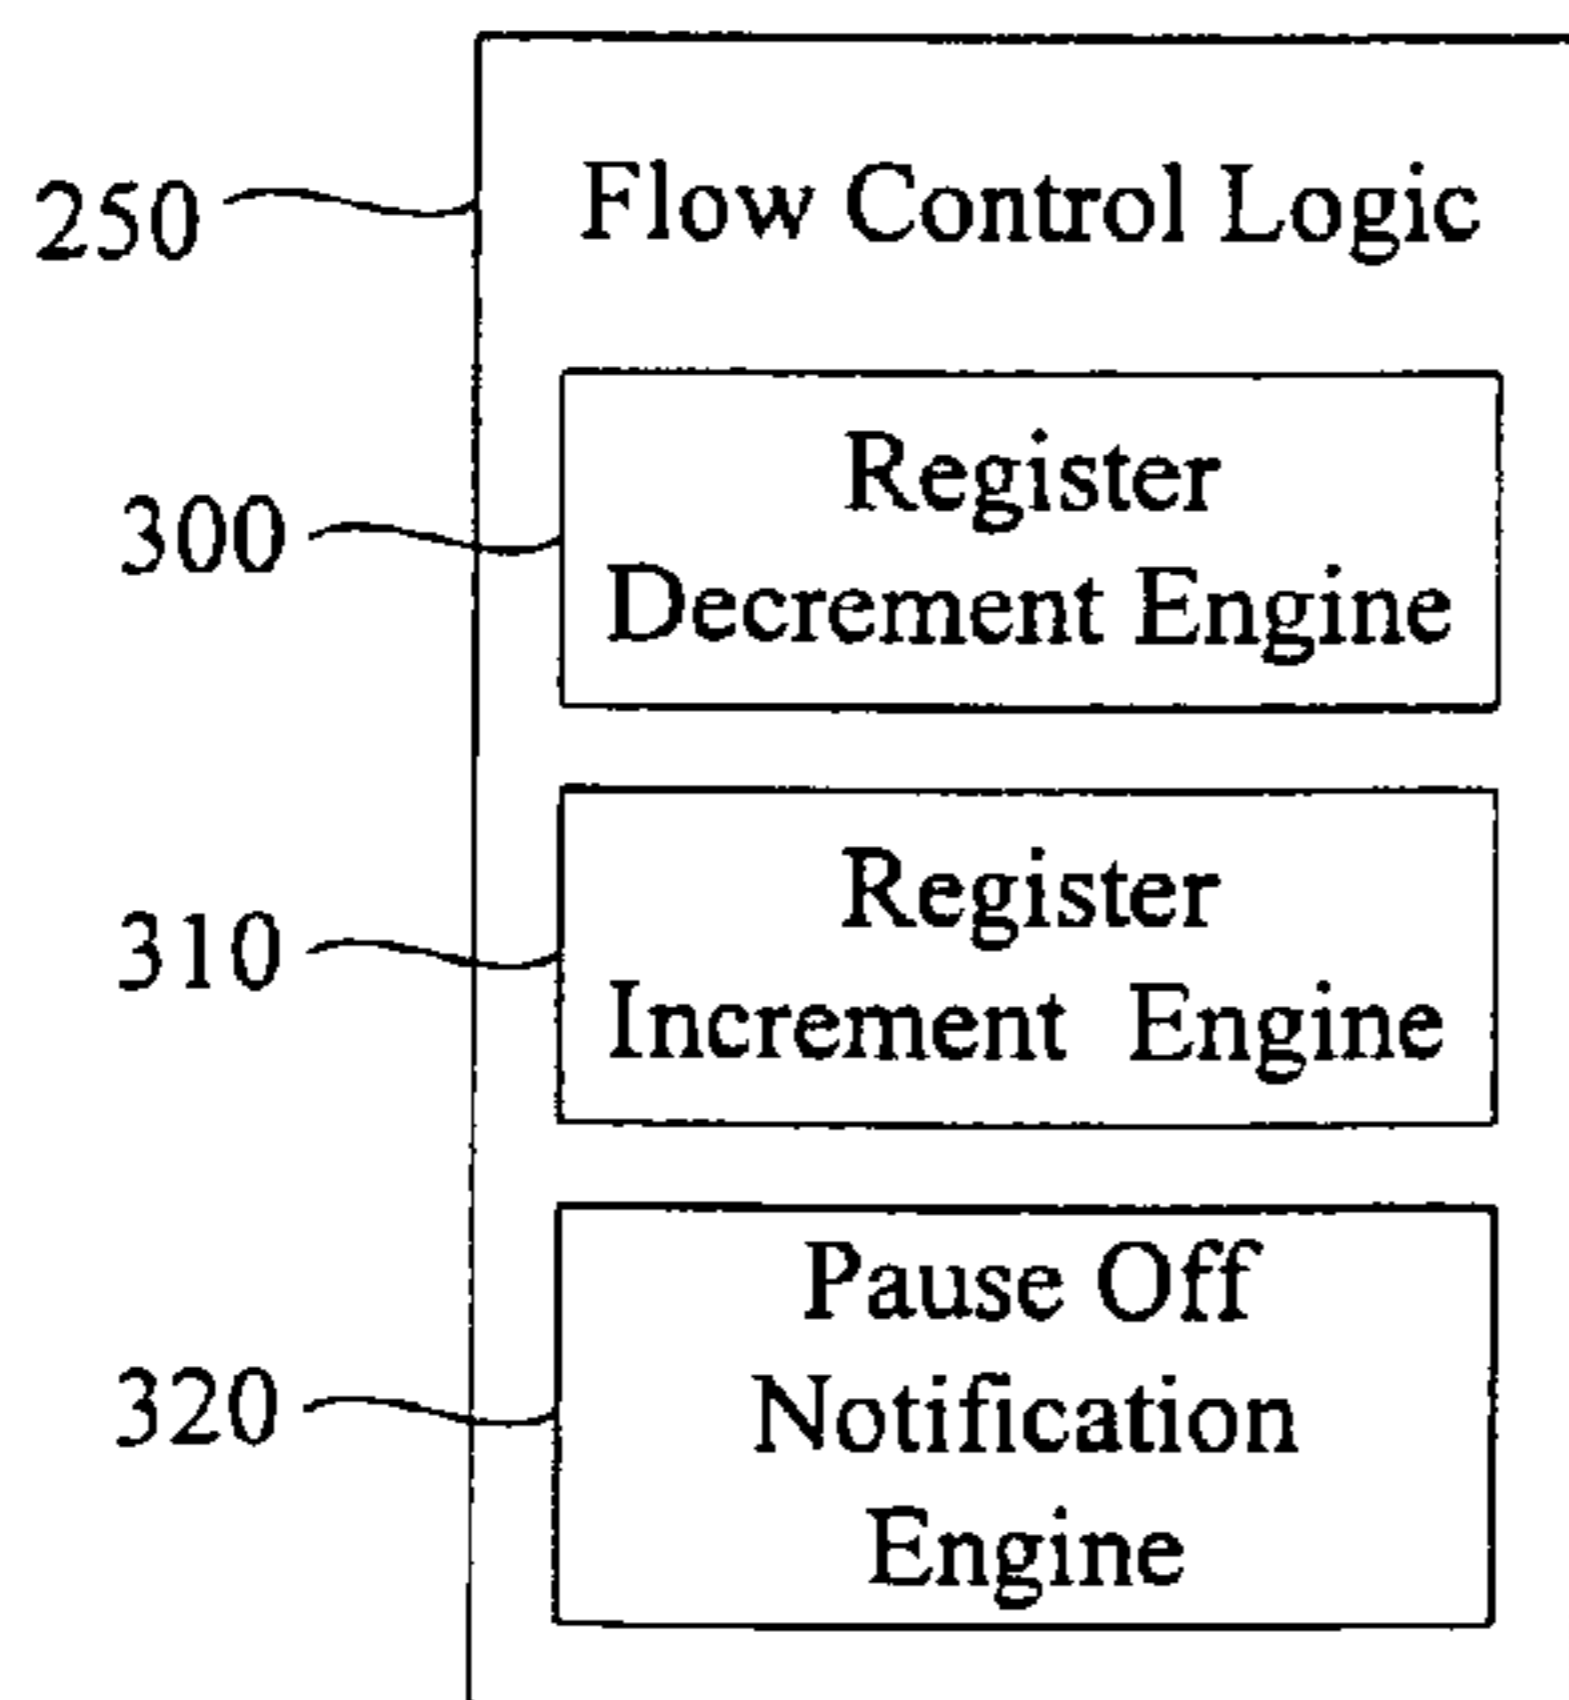 250
Flow Control Logic
300
Register
Decrement Engine
310
Register
Increment Engine
320
Pause Off
Notification
Engine